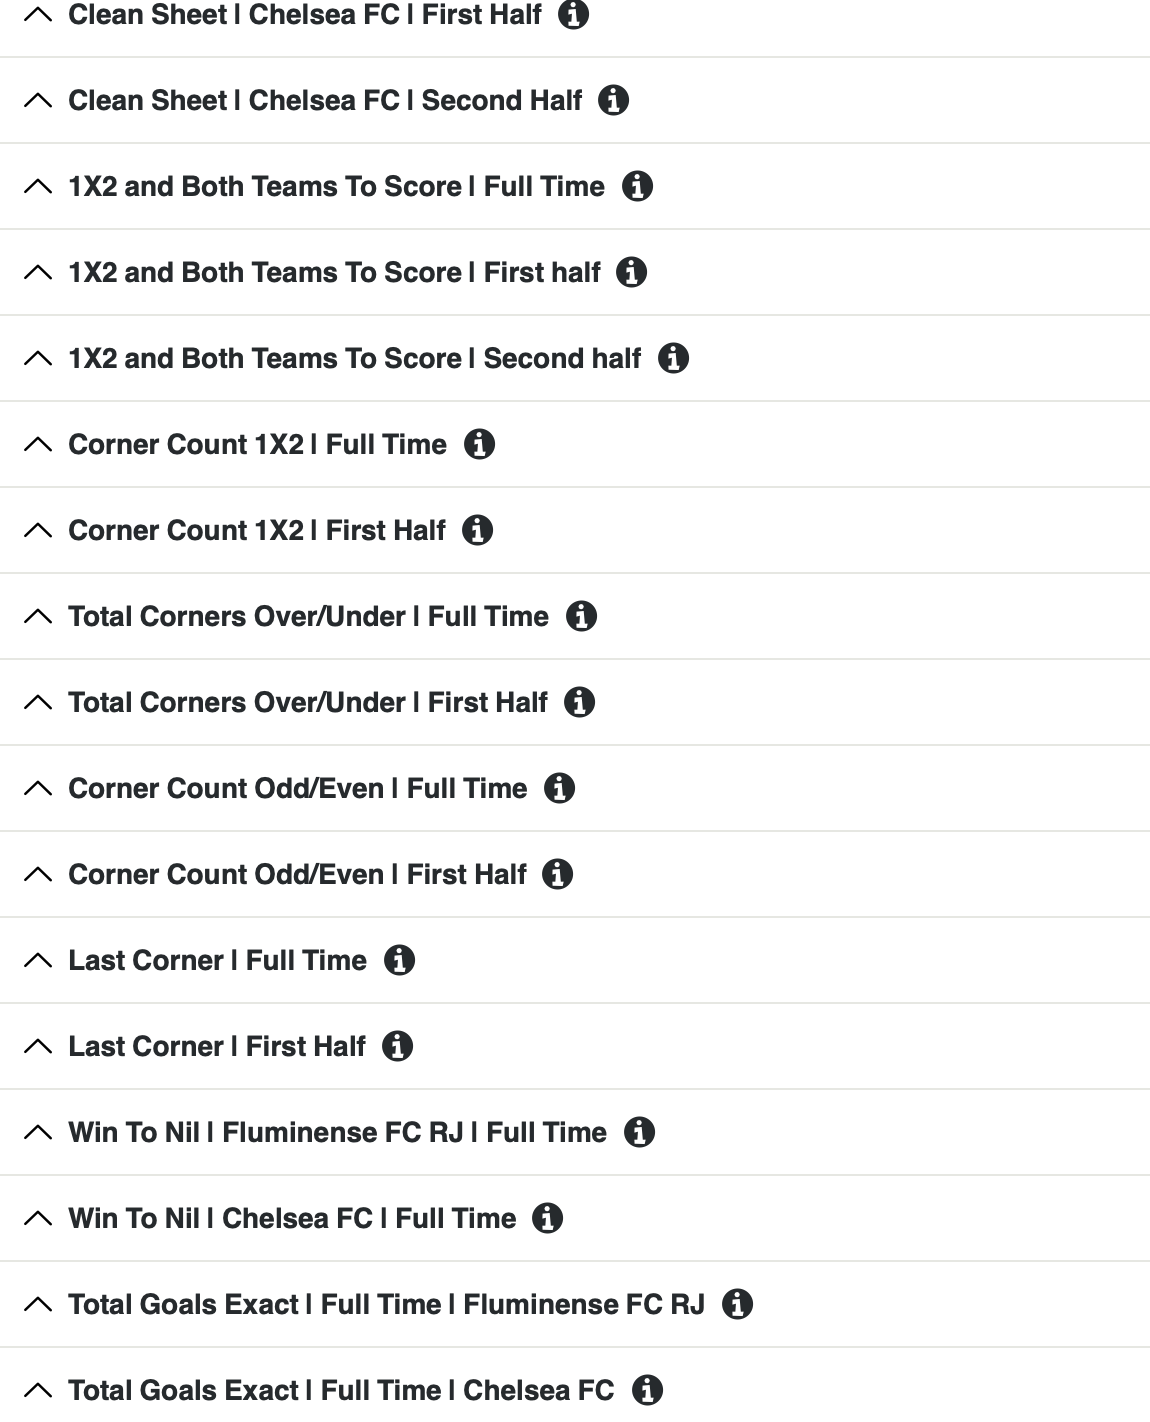 Clean Sheet | Chelsea FC | First Half
Clean Sheet | Chelsea FC | Second Half
1X2 and Both Teams To Score | Full Time
1X2 and Both Teams To Score | First half
1X2 and Both Teams To Score | Second half
Corner Count 1X2 | Full Time
Corner Count 1X2 | First Half
Total Corners Over/Under | Full Time
Total Corners Over/Under | First Half
Corner Count Odd/Even | Full Time
Corner Count Odd/Even | First Half
Last Corner | Full Time
Last Corner | First Half
Win To Nil | Fluminense FC RJ | Full Time
Win To Nil | Chelsea FC | Full Time
Total Goals Exact | Full Time | Fluminense FC RJ
Total Goals Exact | Full Time | Chelsea FC